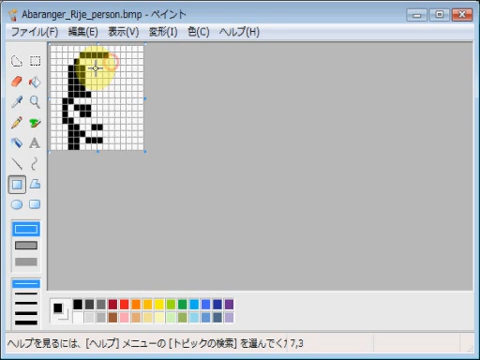 Abaranger_Rije_person.bmp - ペイント
ファイル(F) 編集(E) 表示(V) 変形(I) 色(C) ヘルプ(H)
A
ヘルプを見るには、[ヘルプ] メニューの [トピックの検索] を選んでく
7,3